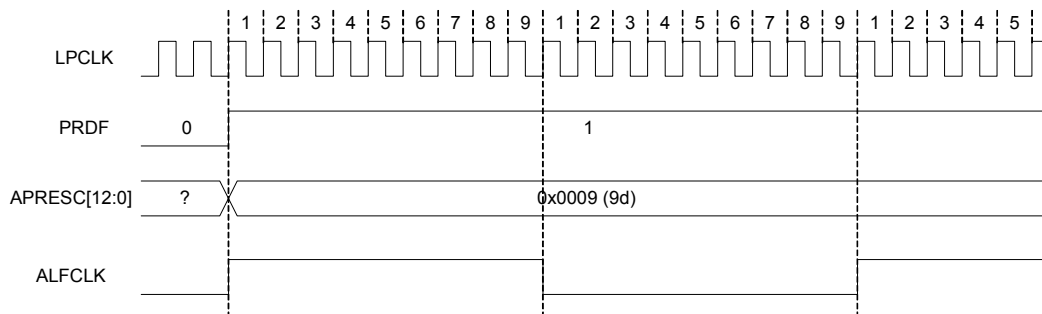 1 2 3 4 5 6 7 8 9 1 2 3 4 5 6 7 8 9 1 2 3 4 5
LPCLK
PRDF 0 1
APRESC[12:0] ? 0x0009 (9d)
ALFCLK